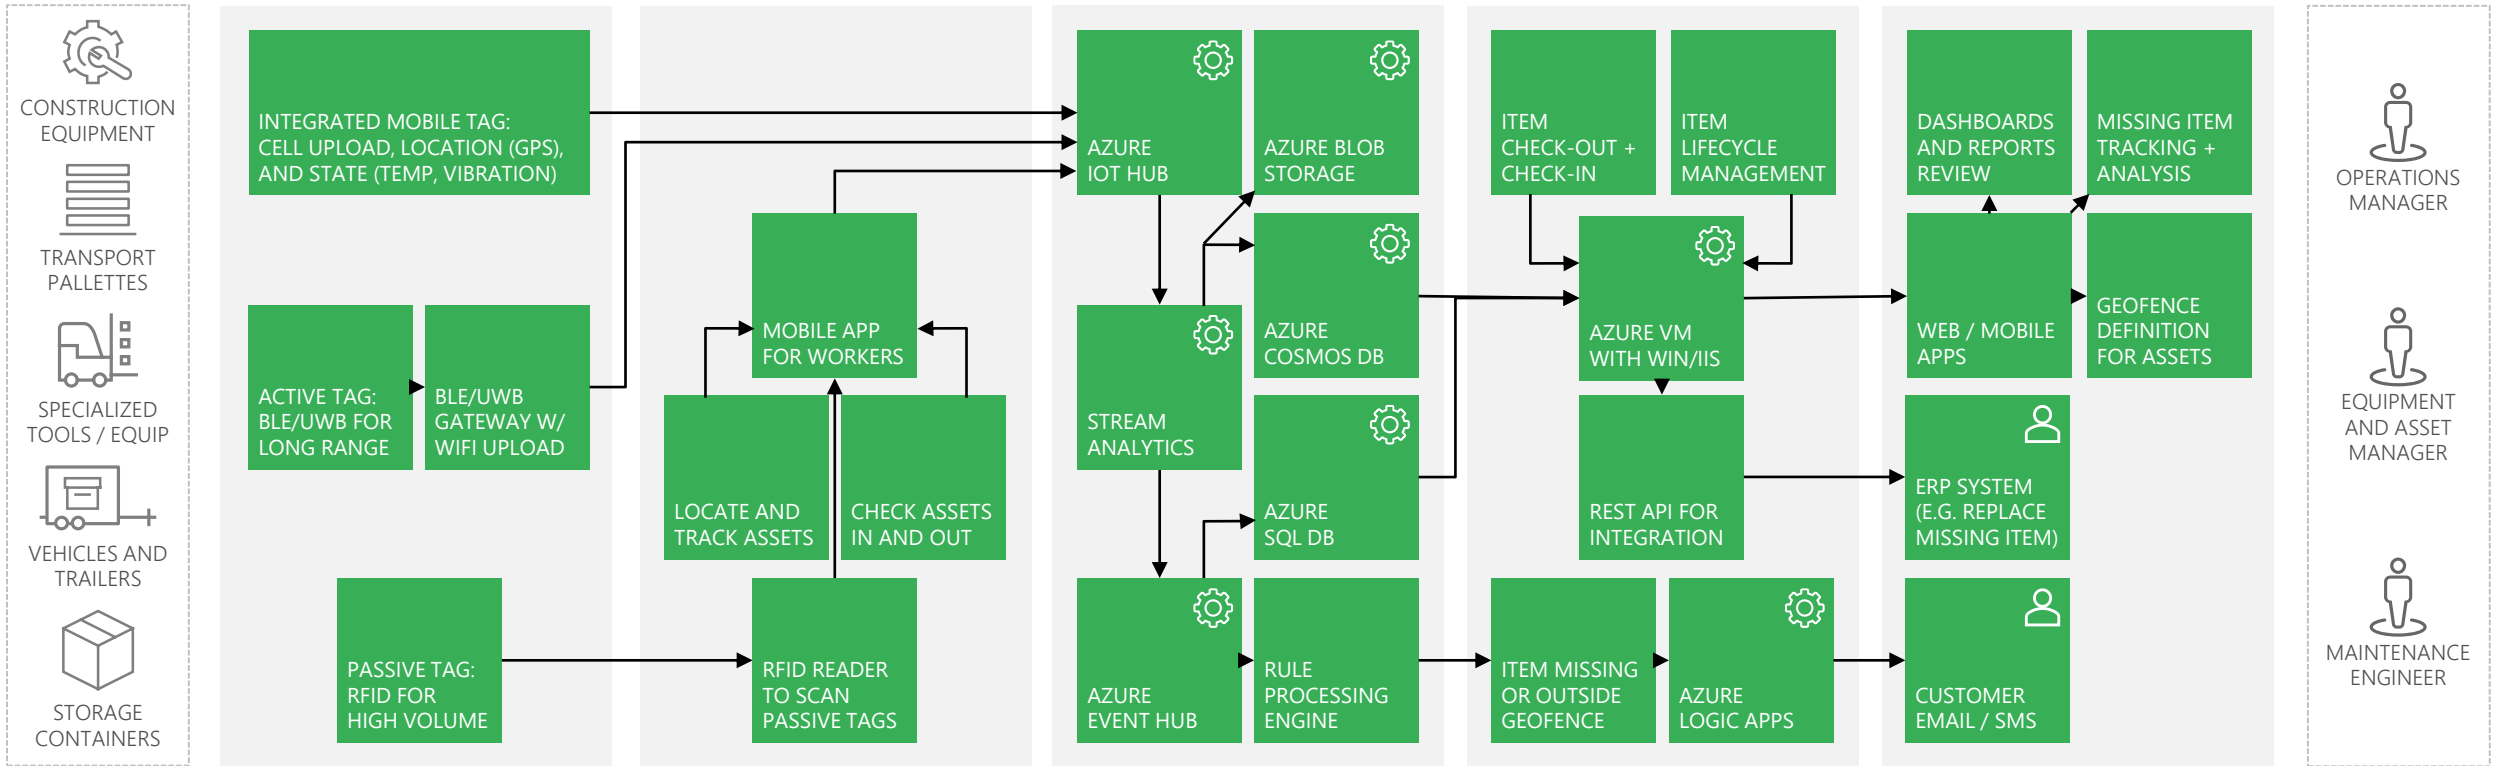 CONSTRUCTION
EQUIPMENT
TRANSPORT
PALLETTES
SPECIALIZED
TOOLS / EQUIP
VEHICLES AND
TRAILERS
STORAGE
CONTAINERS
INTEGRATED MOBILE TAG:
CELL UPLOAD, LOCATION (GPS),
AND STATE (TEMP, VIBRATION)
ACTIVE TAG:
BLE/UWB FOR
LONG RANGE
BLE/UWB
GATEWAY W/
WIFI UPLOAD
PASSIVE TAG:
RFID FOR
HIGH VOLUME
MOBILE APP
FOR WORKERS
LOCATE AND
TRACK ASSETS
CHECK ASSETS
IN AND OUT
RFID READER
TO SCAN
PASSIVE TAGS
AZURE
IOT HUB
AZURE BLOB
STORAGE
AZURE
COSMOS DB
STREAM
ANALYTICS
AZURE
SQL DB
AZURE
EVENT HUB
RULE
PROCESSING
ENGINE
ITEM
CHECK-OUT +
CHECK-IN
ITEM
LIFECYCLE
MANAGEMENT
AZURE VM
WITH WIN/IIS
REST API FOR
INTEGRATION
ITEM MISSING
OR OUTSIDE
GEOFENCE
AZURE
LOGIC APPS
DASHBOARDS
AND REPORTS
REVIEW
MISSING ITEM
TRACKING +
ANALYSIS
WEB / MOBILE
APPS
GEOFENCE
DEFINITION
FOR ASSETS
ERP SYSTEM
(E.G. REPLACE
MISSING ITEM)
CUSTOMER
EMAIL / SMS
OPERATIONS
MANAGER
EQUIPMENT
AND ASSET
MANAGER
MAINTENANCE
ENGINEER